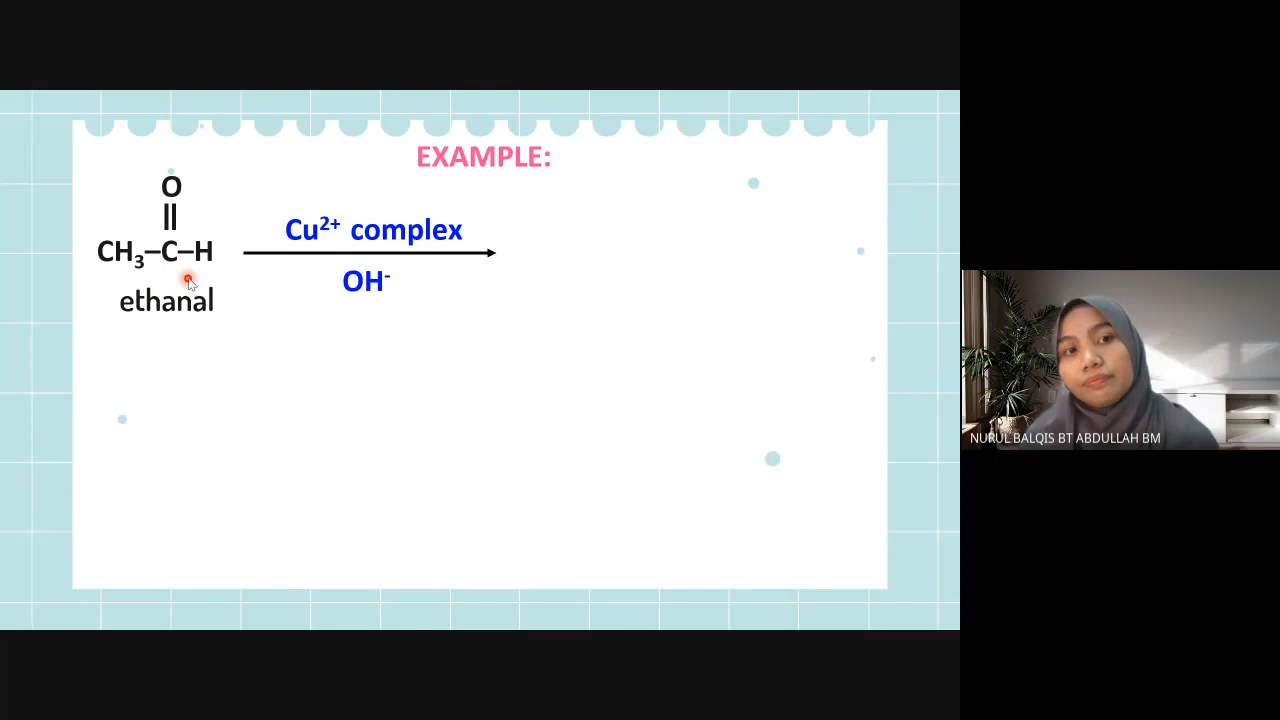 EXAMPLE:
O
||
CH₃–C–H
ethanal
Cu²⁺ complex
OH⁻
NURUL BALQIS BT ABDULLAH BM